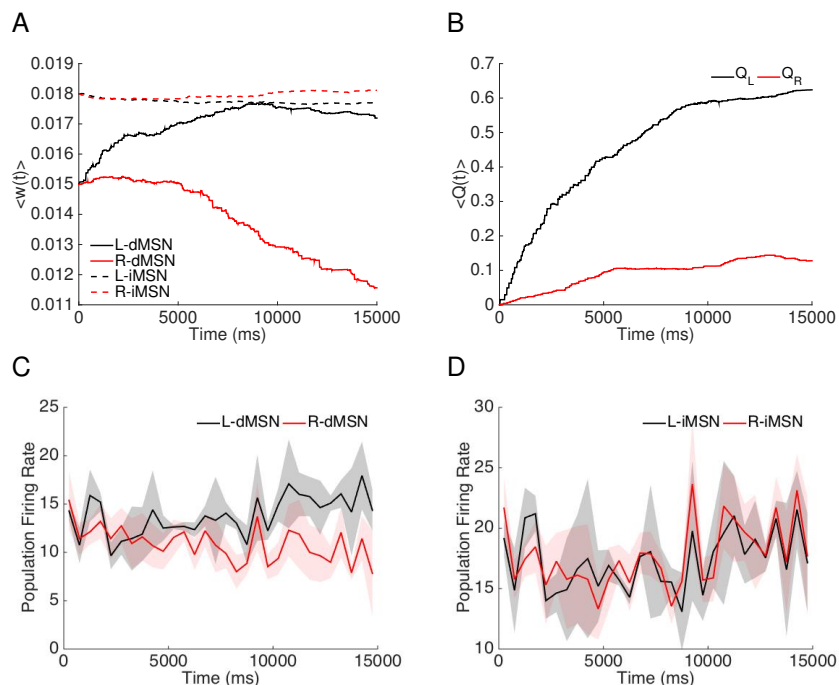 A
0.019
0.018
0.017
0.016
0.015
0.014
0.013
0.012
0.011
<w(t)>
L-dMSN
R-dMSN
L-iMSN
R-iMSN
0 5000 10000 15000
Time (ms)
B
0.7
0.6
0.5
0.4
0.3
0.2
0.1
0
<Q(t)>
Q_L Q_R
0 5000 10000 15000
Time (ms)
C
25
20
15
10
5
0
Population Firing Rate
L-dMSN R-dMSN
0 5000 10000 15000
Time (ms)
D
30
25
20
15
10
Population Firing Rate
L-iMSN R-iMSN
0 5000 10000 15000
Time (ms)